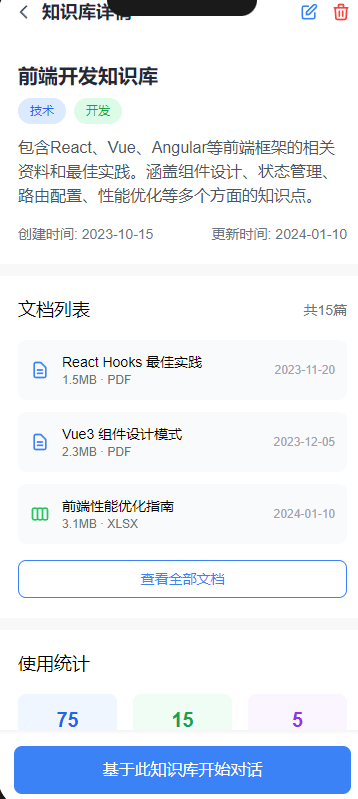 知识库详情
前端开发知识库
技术 开发
包含React、Vue、Angular等前端框架的相关
资料和最佳实践。涵盖组件设计、状态管理、
路由配置、性能优化等多个方面的知识点。
创建时间: 2023-10-15 更新时间: 2024-01-10
文档列表 共15篇
React Hooks 最佳实践
1.5MB · PDF 2023-11-20
Vue3 组件设计模式
2.3MB · PDF 2023-12-05
前端性能优化指南
3.1MB · XLSX 2024-01-10
查看全部文档
使用统计
75 15 5
基于此知识库开始对话